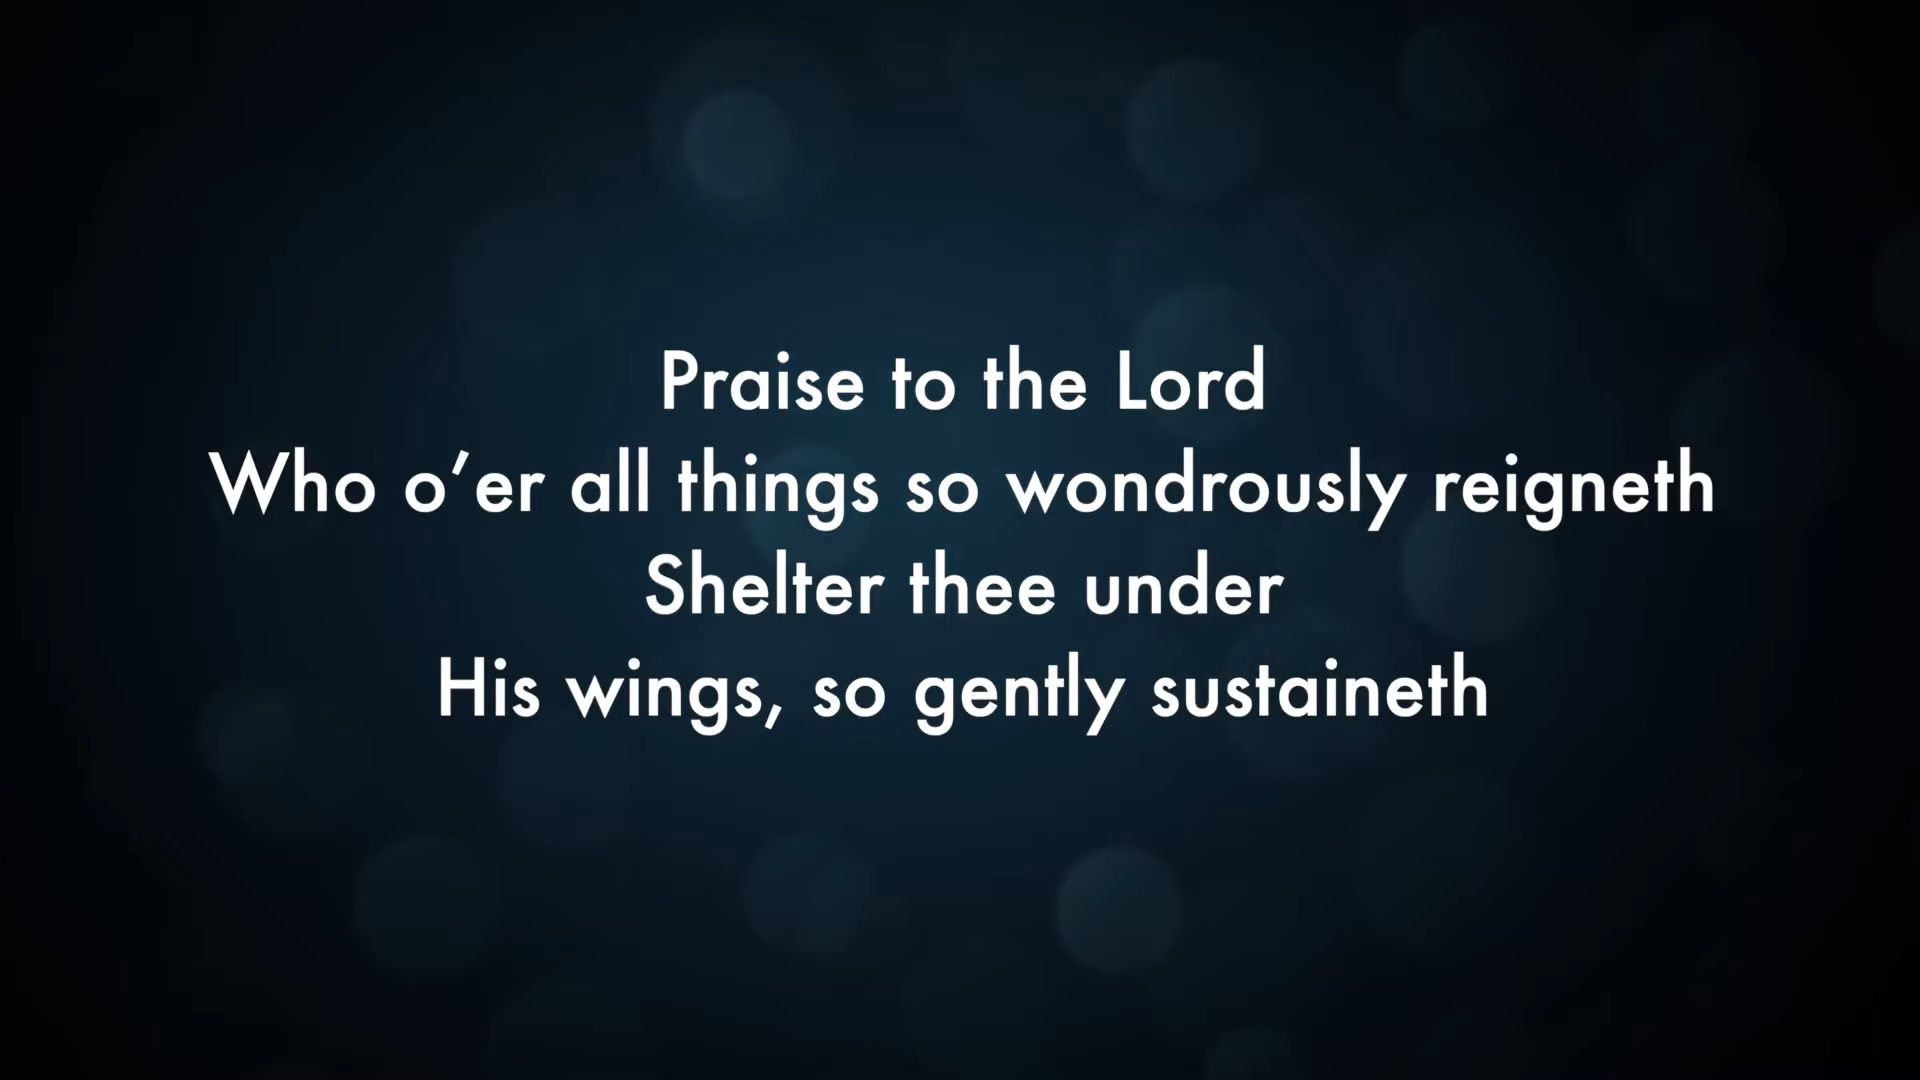 Praise to the Lord
Who o’er all things so wondrously reigneth
Shelter thee under
His wings, so gently sustaineth